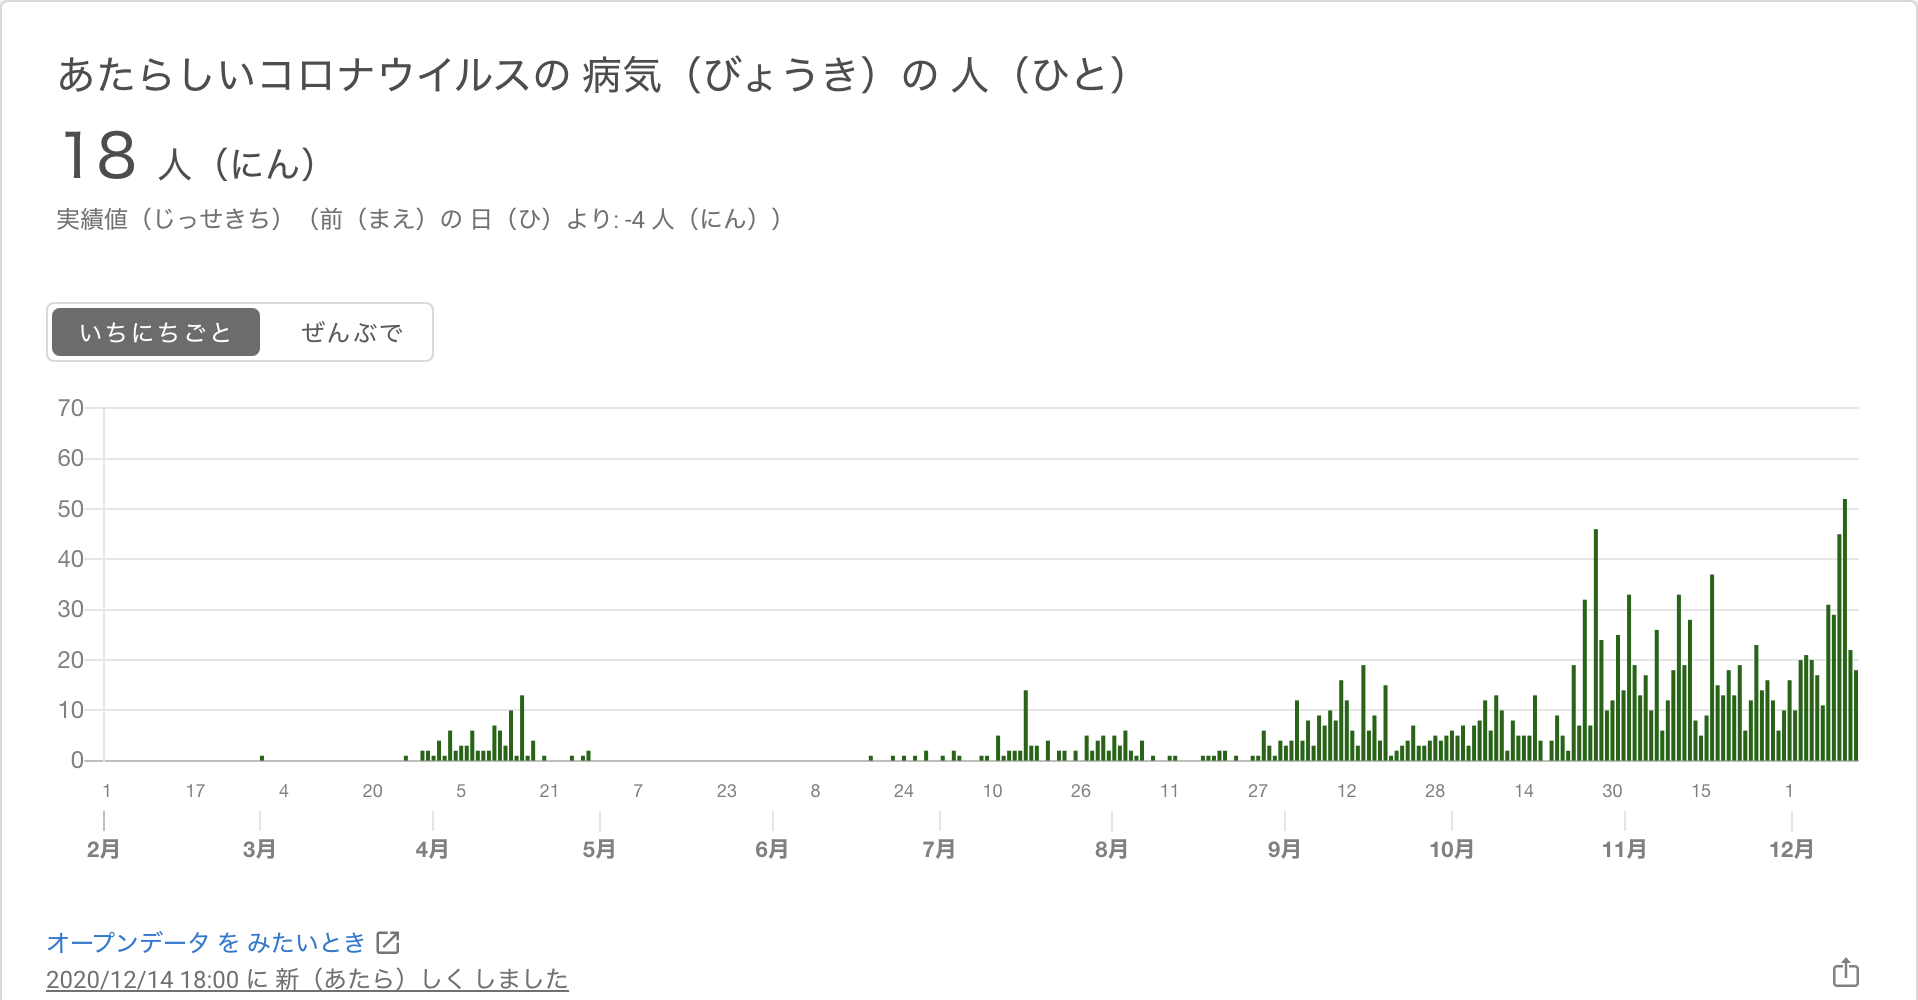 あたらしいコロナウイルスの 病気（びょうき）の 人（ひと）
18 人（にん）
実績値（じっせきち）（前（まえ）の 日（ひ）より: -4 人（にん））
いちにちごと ぜんぶで
70
60
50
40
30
20
10
0
1 17 4 20 5 21 7 23 8 24 10 26 11 27 12 28 14 30 15 1
2月 3月 4月 5月 6月 7月 8月 9月 10月 11月 12月
オープンデータ を みたいとき
2020/12/14 18:00 に 新（あたら）しく しました